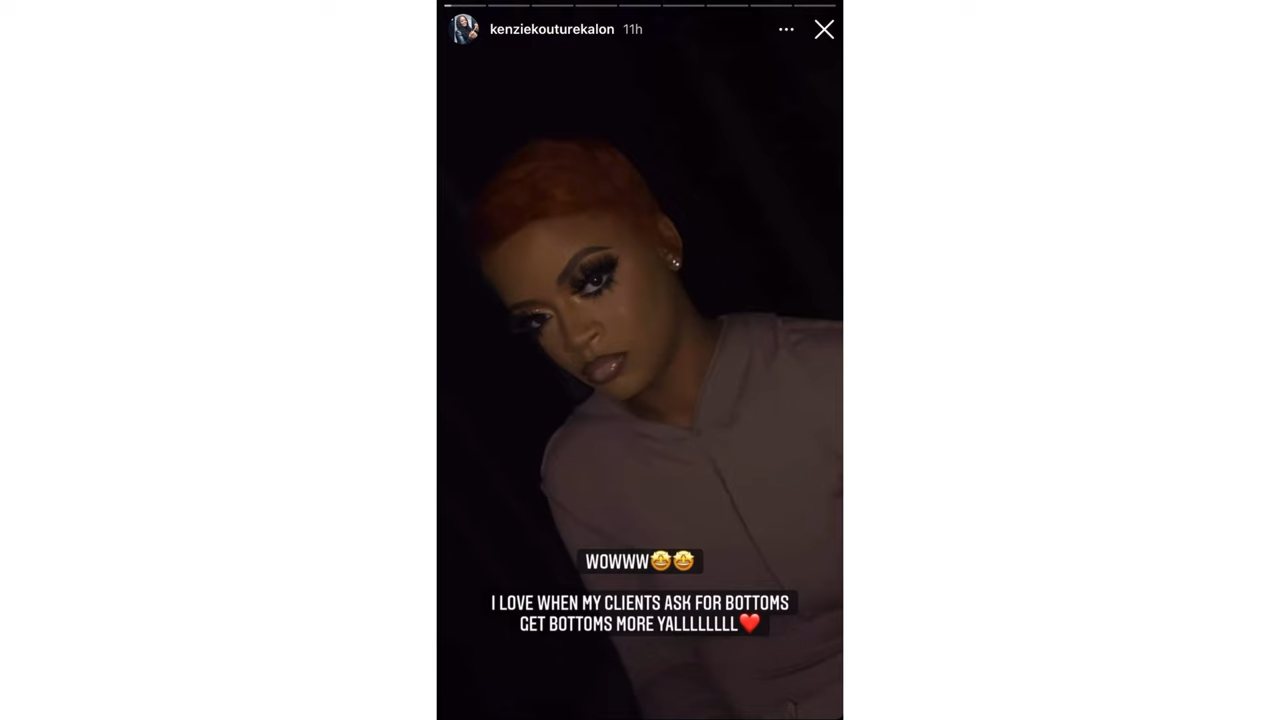 kenziekouturekalon 11h
WOWWW🤩🤩
I LOVE WHEN MY CLIENTS ASK FOR BOTTOMS
GET BOTTOMS MORE YALLLLLLLL❤️